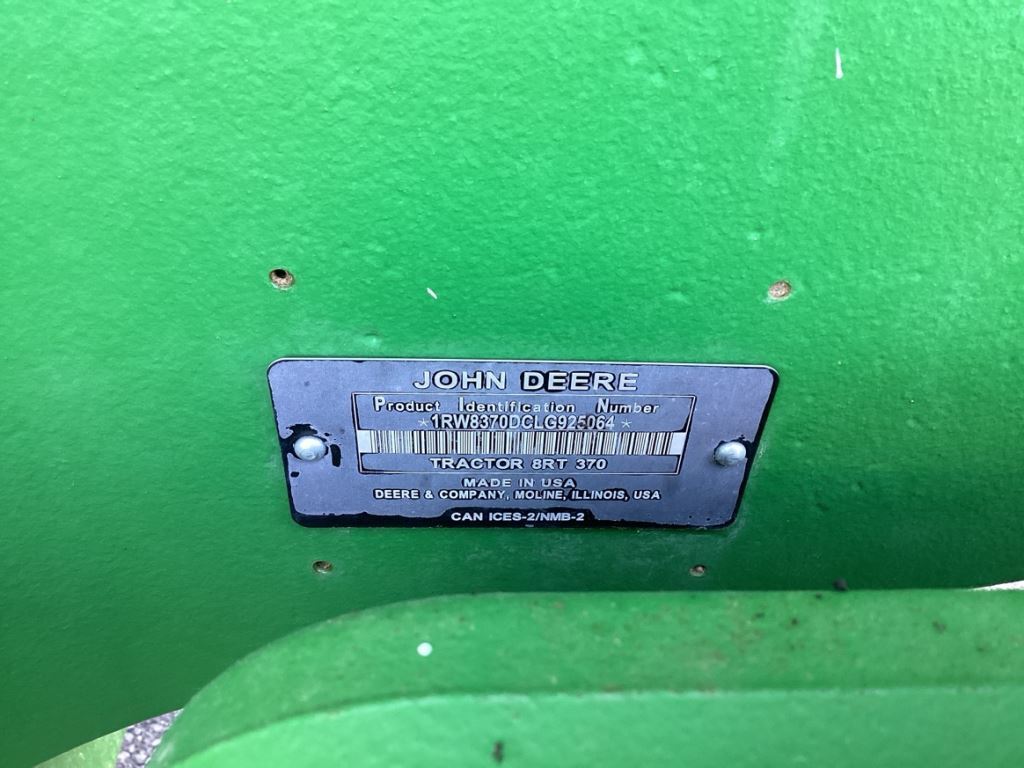 JOHN DEERE
Product Identification Number
*1RW8370DCLG925064*
TRACTOR 8RT 370
MADE IN USA
DEERE & COMPANY, MOLINE, ILLINOIS, USA
CAN ICES-2/NMB-2